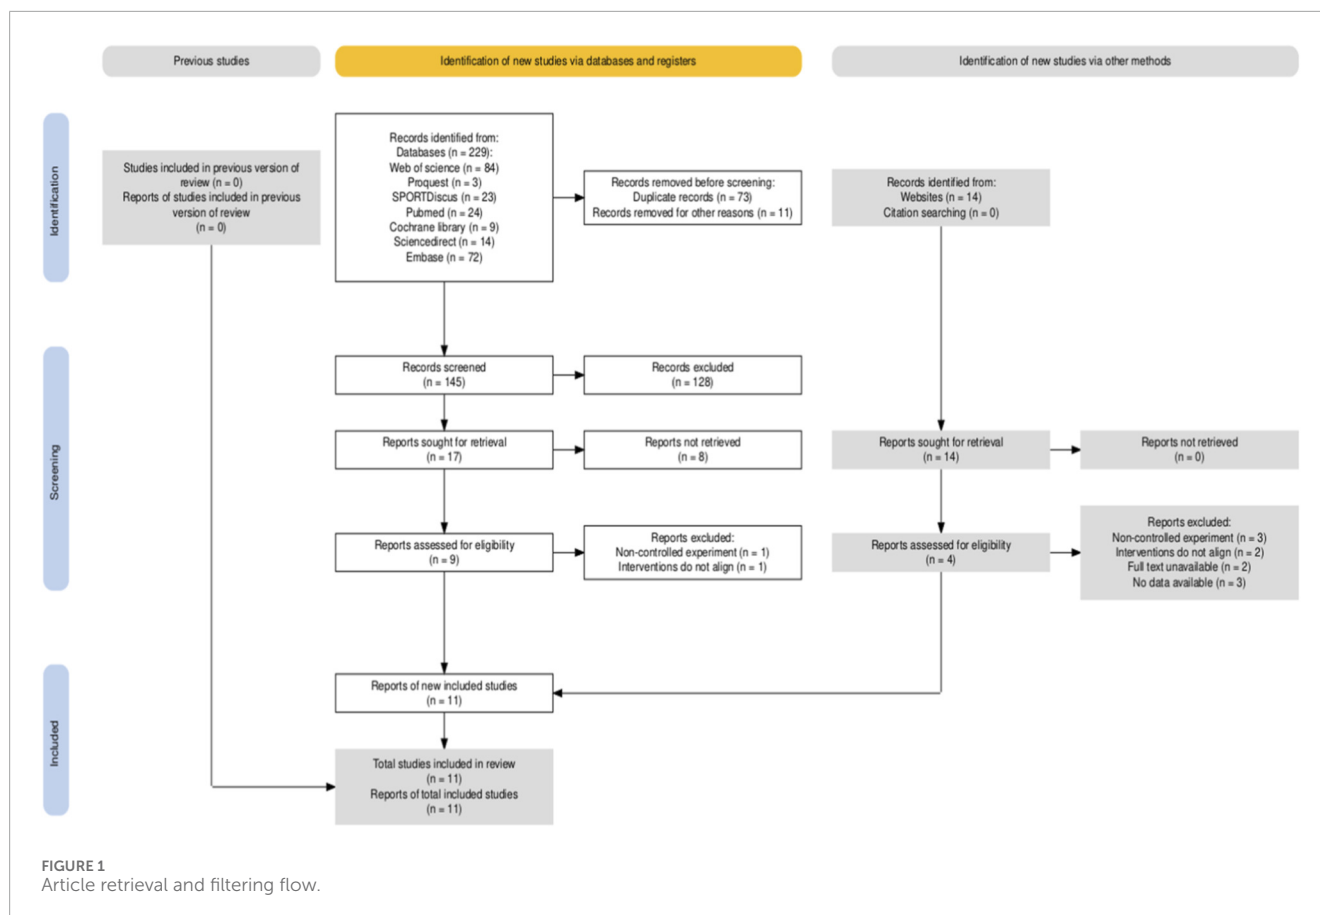 Previous studies
Identification of new studies via databases and registers
Identification of new studies via other methods
Identification
Studies included in previous version of
review (n = 0)
Reports of studies included in previous
version of review
(n = 0)
Records identified from:
Databases (n = 229):
Web of science (n = 84)
Proquest (n = 3)
SPORTDiscus (n = 23)
Pubmed (n = 24)
Cochrane library (n = 9)
Sciencedirect (n = 14)
Embase (n = 72)
Records removed before screening:
Duplicate records (n = 73)
Records removed for other reasons (n = 11)
Records identified from:
Websites (n = 14)
Citation searching (n = 0)
Screening
Records screened
(n = 145)
Records excluded
(n = 128)
Reports sought for retrieval
(n = 17)
Reports not retrieved
(n = 8)
Reports sought for retrieval
(n = 14)
Reports not retrieved
(n = 0)
Reports assessed for eligibility
(n = 9)
Reports excluded:
Non-controlled experiment (n = 1)
Interventions do not align (n = 1)
Reports assessed for eligibility
(n = 4)
Reports excluded:
Non-controlled experiment (n = 3)
Interventions do not align (n = 2)
Full text unavailable (n = 2)
No data available (n = 3)
Included
Reports of new included studies
(n = 11)
Total studies included in review
(n = 11)
Reports of total included studies
(n = 11)
FIGURE 1
Article retrieval and filtering flow.